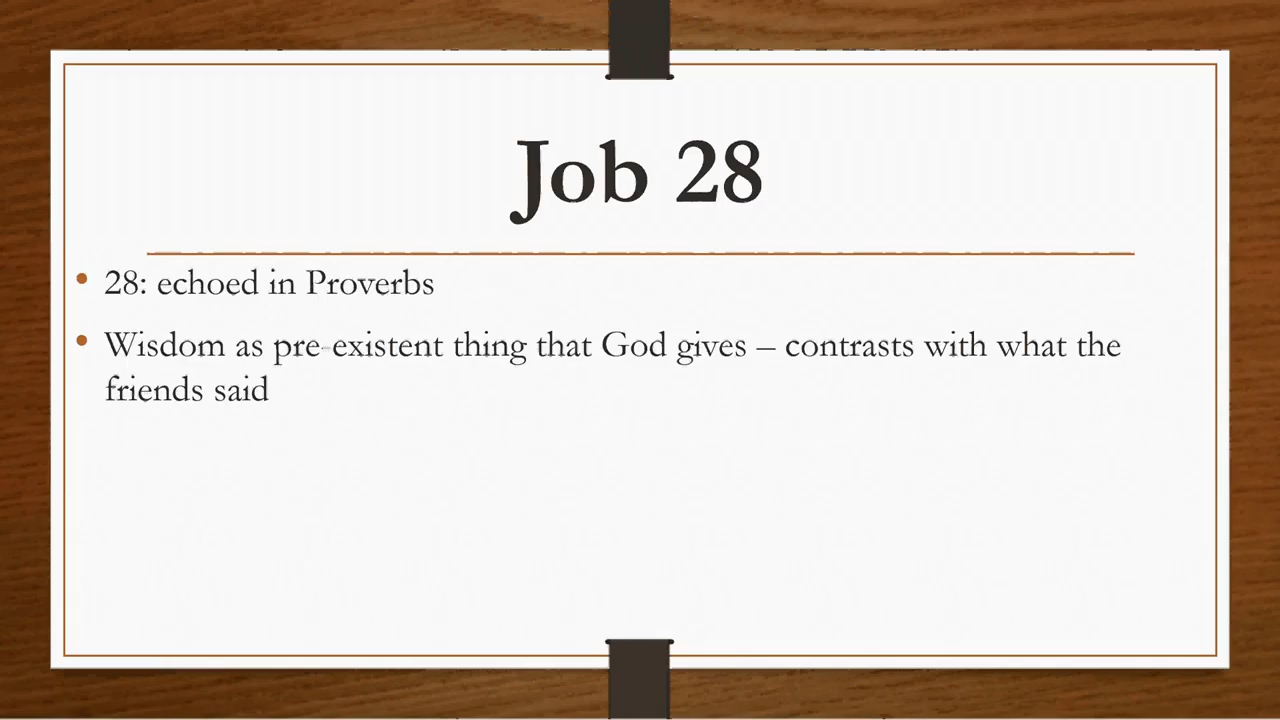 Job 28
• 28: echoed in Proverbs
• Wisdom as pre-existent thing that God gives – contrasts with what the
friends said